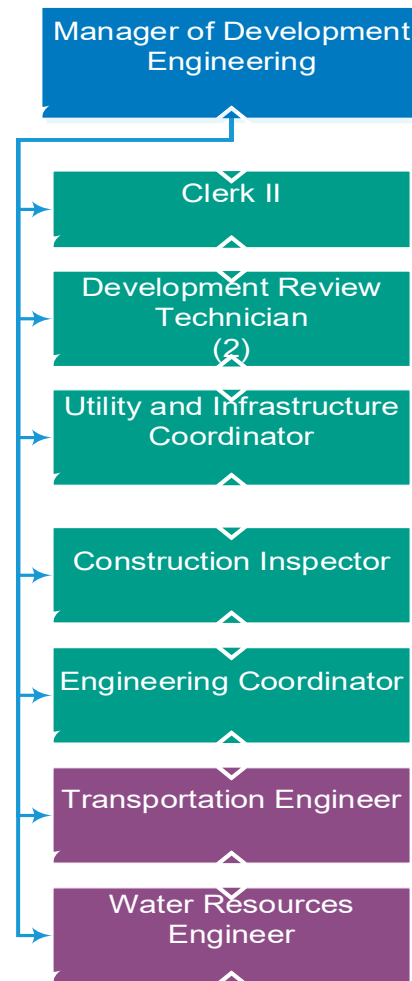 Manager of Development
Engineering
Clerk II
Development Review
Technician
(2)
Utility and Infrastructure
Coordinator
Construction Inspector
Engineering Coordinator
Transportation Engineer
Water Resources
Engineer